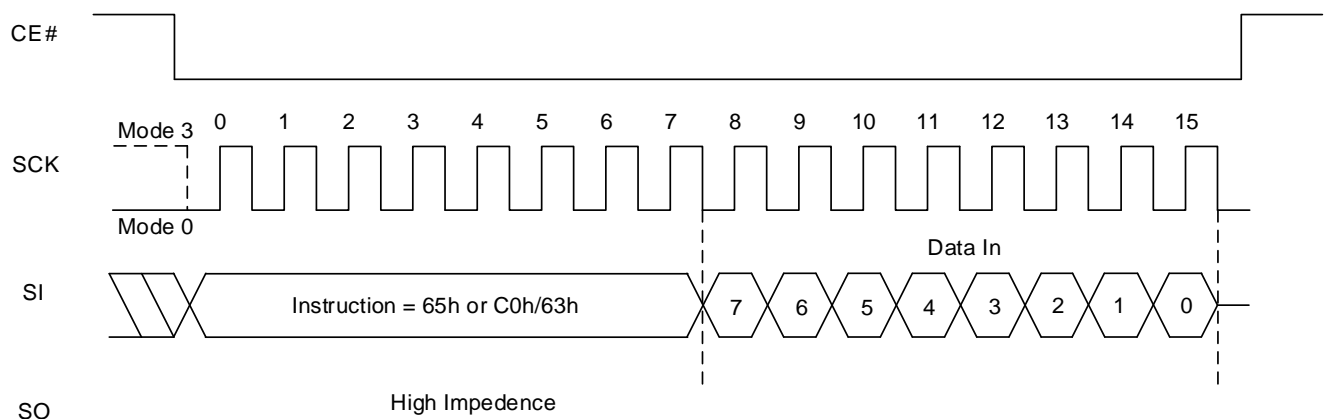 CE#
0 1 2 3 4 5 6 7 8 9 10 11 12 13 14 15
Mode 3
SCK
Mode 0
Data In
SI
Instruction = 65h or C0h/63h 7 6 5 4 3 2 1 0
High Impedence
SO